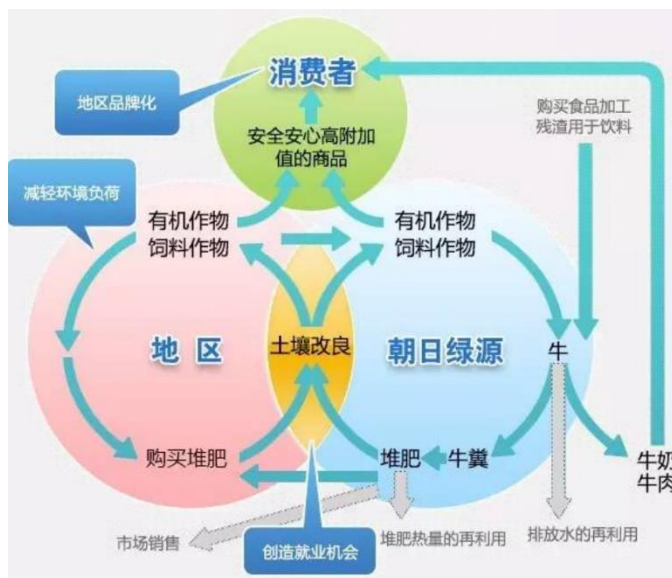 消费者
地区品牌化
安全安心高附加
值的商品
购买食品加工
残渣用于饮料
减轻环境负荷
有机作物
饲料作物
有机作物
饲料作物
地区
土壤改良
朝日绿源
牛
购买堆肥
堆肥
牛粪
牛奶
牛肉
市场销售
创造就业机会
堆肥热量的再利用
排放水的再利用